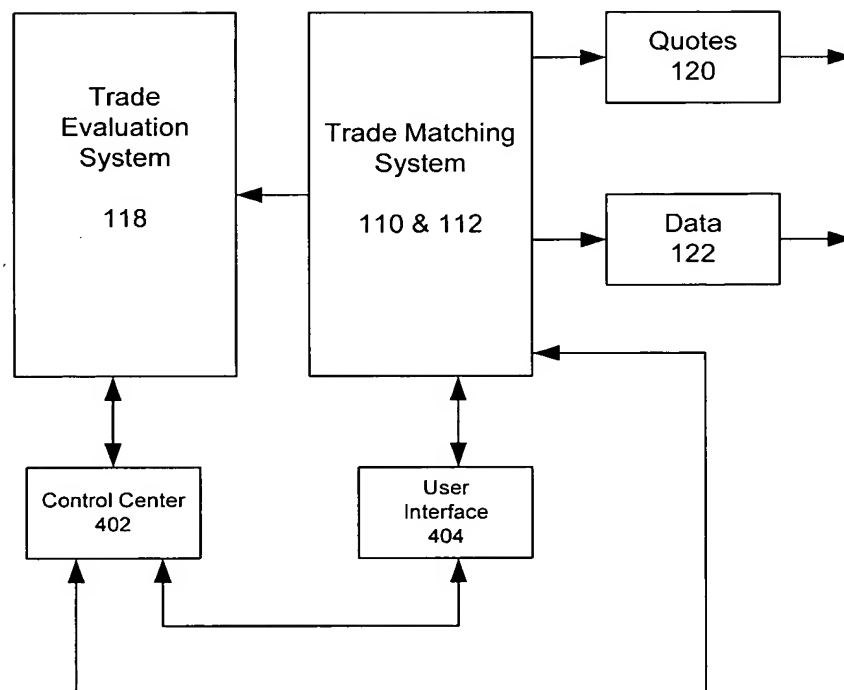 Trade
Evaluation
System
118
Trade Matching
System
110 & 112
Quotes
120
Data
122
Control Center
402
User
Interface
404